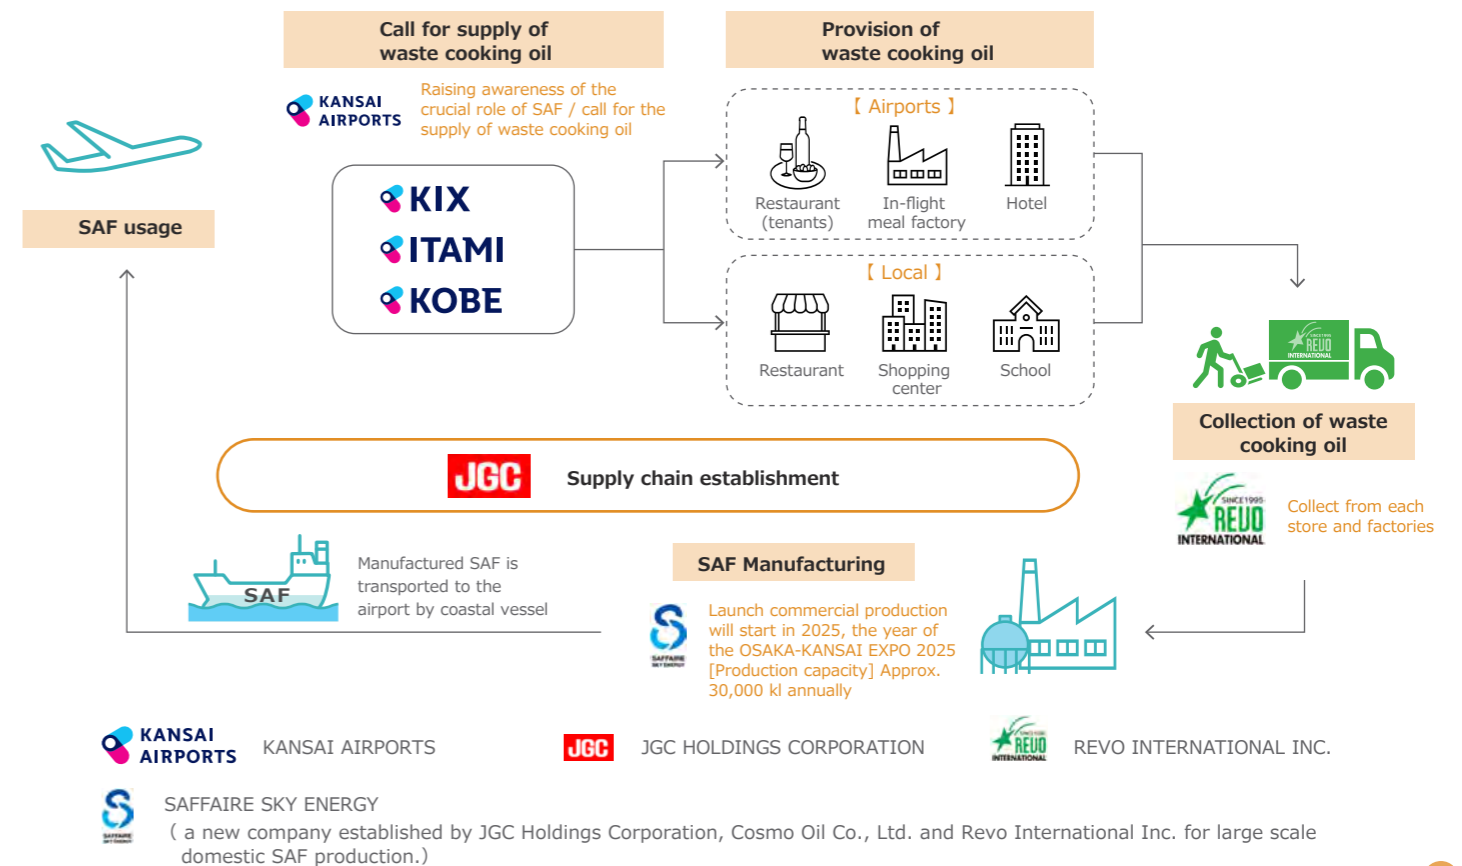 Call for supply of
waste cooking oil
KANSAI
AIRPORTS
Raising awareness of the
crucial role of SAF / call for the
supply of waste cooking oil
KIX
ITAMI
KOBE
Provision of
waste cooking oil
【 Airports 】
Restaurant
(tenants)
In-flight
meal factory
Hotel
【 Local 】
Restaurant
Shopping
center
School
SINCE1995
REVO
INTERNATIONAL
Collection of waste
cooking oil
SINCE1995
REVO
INTERNATIONAL
Collect from each
store and factories
SAF usage
JGC
Supply chain establishment
SAF Manufacturing
SAFFAIRE
SKY ENERGY
Launch commercial production
will start in 2025, the year of
the OSAKA-KANSAI EXPO 2025
[Production capacity] Approx.
30,000 kl annually
SAF
Manufactured SAF is
transported to the
airport by coastal vessel
KANSAI
AIRPORTS
KANSAI AIRPORTS
JGC
JGC HOLDINGS CORPORATION
REVO
INTERNATIONAL
REVO INTERNATIONAL INC.
SAFFAIRE
SKY ENERGY
SAFFAIRE SKY ENERGY
( a new company established by JGC Holdings Corporation, Cosmo Oil Co., Ltd. and Revo International Inc. for large scale
domestic SAF production.)